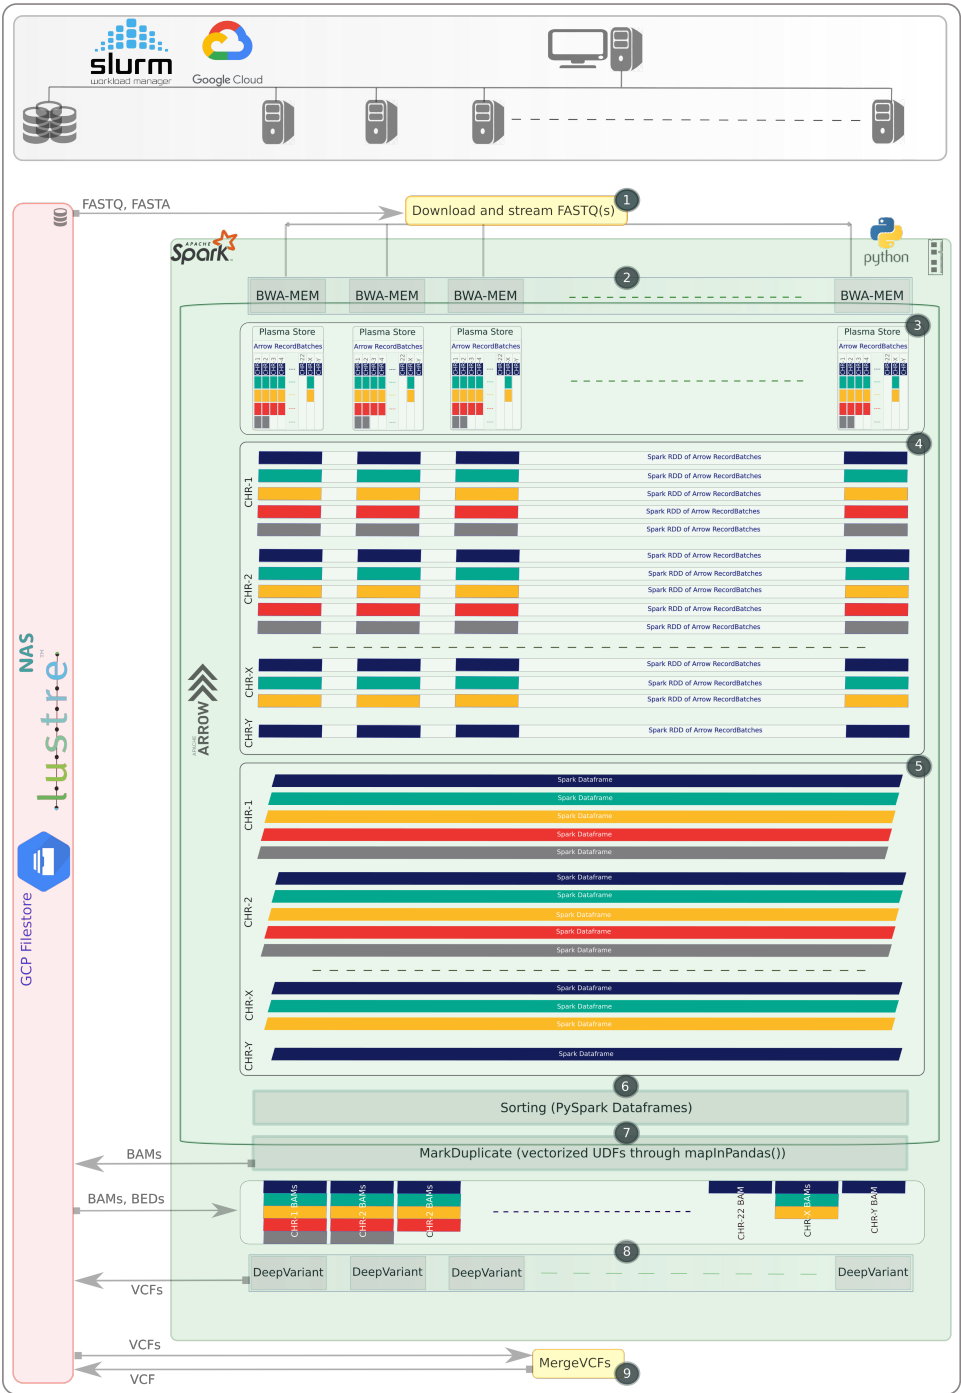 slurm
workload manager
Google Cloud
FASTQ, FASTA
Download and stream FASTQ(s)
1
APACHE
Spark
python
2
BWA-MEM BWA-MEM BWA-MEM BWA-MEM
3
Plasma Store Plasma Store Plasma Store Plasma Store
Arrow RecordBatches Arrow RecordBatches Arrow RecordBatches Arrow RecordBatches
4
CHR-1
Spark RDD of Arrow RecordBatches
Spark RDD of Arrow RecordBatches
Spark RDD of Arrow RecordBatches
Spark RDD of Arrow RecordBatches
Spark RDD of Arrow RecordBatches
CHR-2
Spark RDD of Arrow RecordBatches
Spark RDD of Arrow RecordBatches
Spark RDD of Arrow RecordBatches
Spark RDD of Arrow RecordBatches
Spark RDD of Arrow RecordBatches
CHR-X
Spark RDD of Arrow RecordBatches
Spark RDD of Arrow RecordBatches
Spark RDD of Arrow RecordBatches
CHR-Y
Spark RDD of Arrow RecordBatches
NAS
lustre
GCP Filestore
APACHE
ARROW
5
CHR-1
Spark Dataframe
Spark Dataframe
Spark Dataframe
Spark Dataframe
Spark Dataframe
CHR-2
Spark Dataframe
Spark Dataframe
Spark Dataframe
Spark Dataframe
Spark Dataframe
CHR-X
Spark Dataframe
Spark Dataframe
Spark Dataframe
CHR-Y
Spark Dataframe
6
Sorting (PySpark Dataframes)
7
MarkDuplicate (vectorized UDFs through mapInPandas())
BAMs
BAMs, BEDs
CHR-1 BAMs
CHR-2 BAMs
CHR-2 BAMs
CHR-22 BAM
CHR-X BAMs
CHR-Y BAM
8
DeepVariant DeepVariant DeepVariant DeepVariant
VCFs
VCFs
MergeVCFs
9
VCF